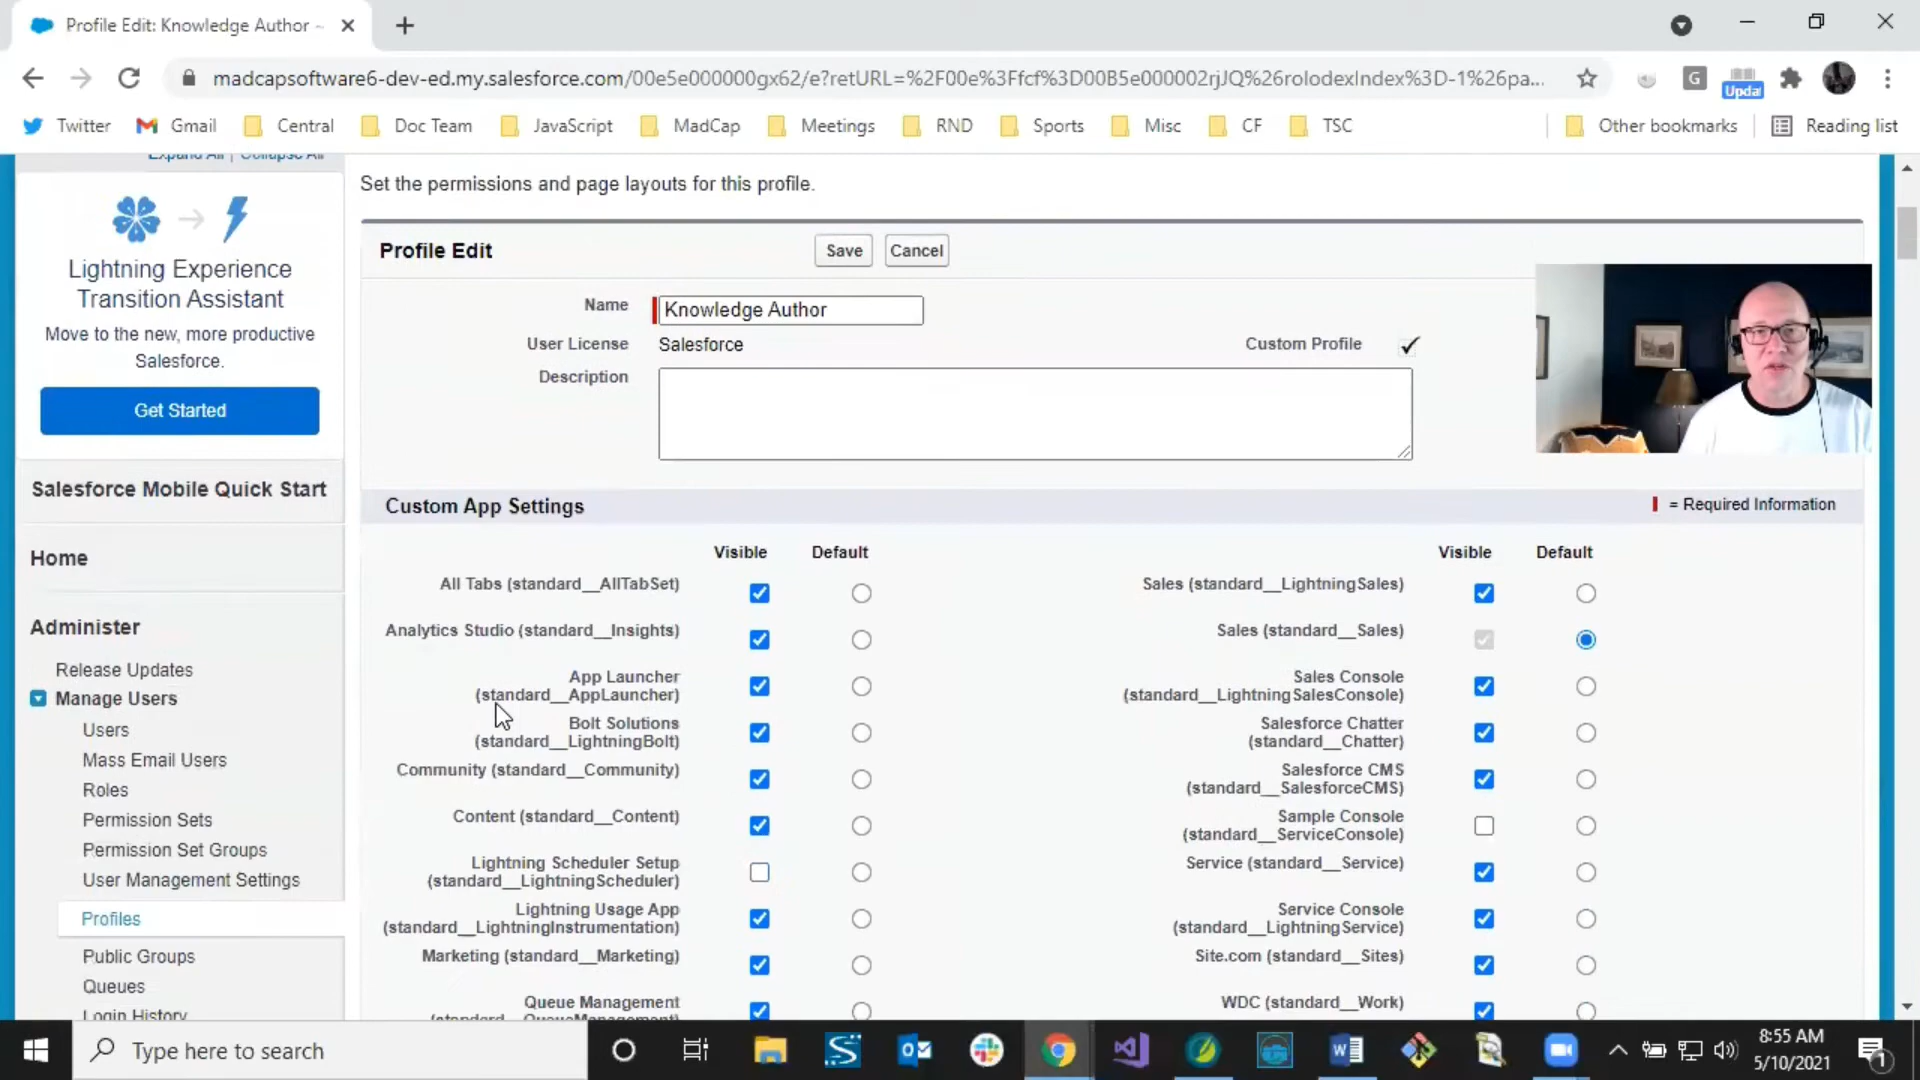 Profile Edit: Knowledge Author ~
madcapsoftware6-dev-ed.my.salesforce.com/00e5e000000gx62/e?retURL=%2F00e%3Ffcf%3D00B5e000002rjJQ%26rolodexIndex%3D-1%26pa...
G
Updat
Twitter
Gmail
Central
Doc Team
JavaScript
MadCap
Meetings
RND
Sports
Misc
CF
TSC
Other bookmarks
Reading list
Expand All | Collapse All
Lightning Experience
Transition Assistant
Move to the new, more productive
Salesforce.
Get Started
Salesforce Mobile Quick Start
Home
Administer
Release Updates
Manage Users
Users
Mass Email Users
Roles
Permission Sets
Permission Set Groups
User Management Settings
Profiles
Public Groups
Queues
Login History
Set the permissions and page layouts for this profile.
Profile Edit
Save
Cancel
Name
Knowledge Author
User License
Salesforce
Custom Profile
Description
Custom App Settings
= Required Information
Visible Default
Visible Default
All Tabs (standard__AllTabSet)
Sales (standard__LightningSales)
Analytics Studio (standard__Insights)
Sales (standard__Sales)
App Launcher
(standard__AppLauncher)
Sales Console
(standard__LightningSalesConsole)
Bolt Solutions
(standard__LightningBolt)
Salesforce Chatter
(standard__Chatter)
Community (standard__Community)
Salesforce CMS
(standard__SalesforceCMS)
Content (standard__Content)
Sample Console
(standard__ServiceConsole)
Lightning Scheduler Setup
(standard__LightningScheduler)
Service (standard__Service)
Lightning Usage App
(standard__LightningInstrumentation)
Service Console
(standard__LightningService)
Marketing (standard__Marketing)
Site.com (standard__Sites)
Queue Management
(standard__QueueManagement)
WDC (standard__Work)
Type here to search
8:55 AM
5/10/2021
1